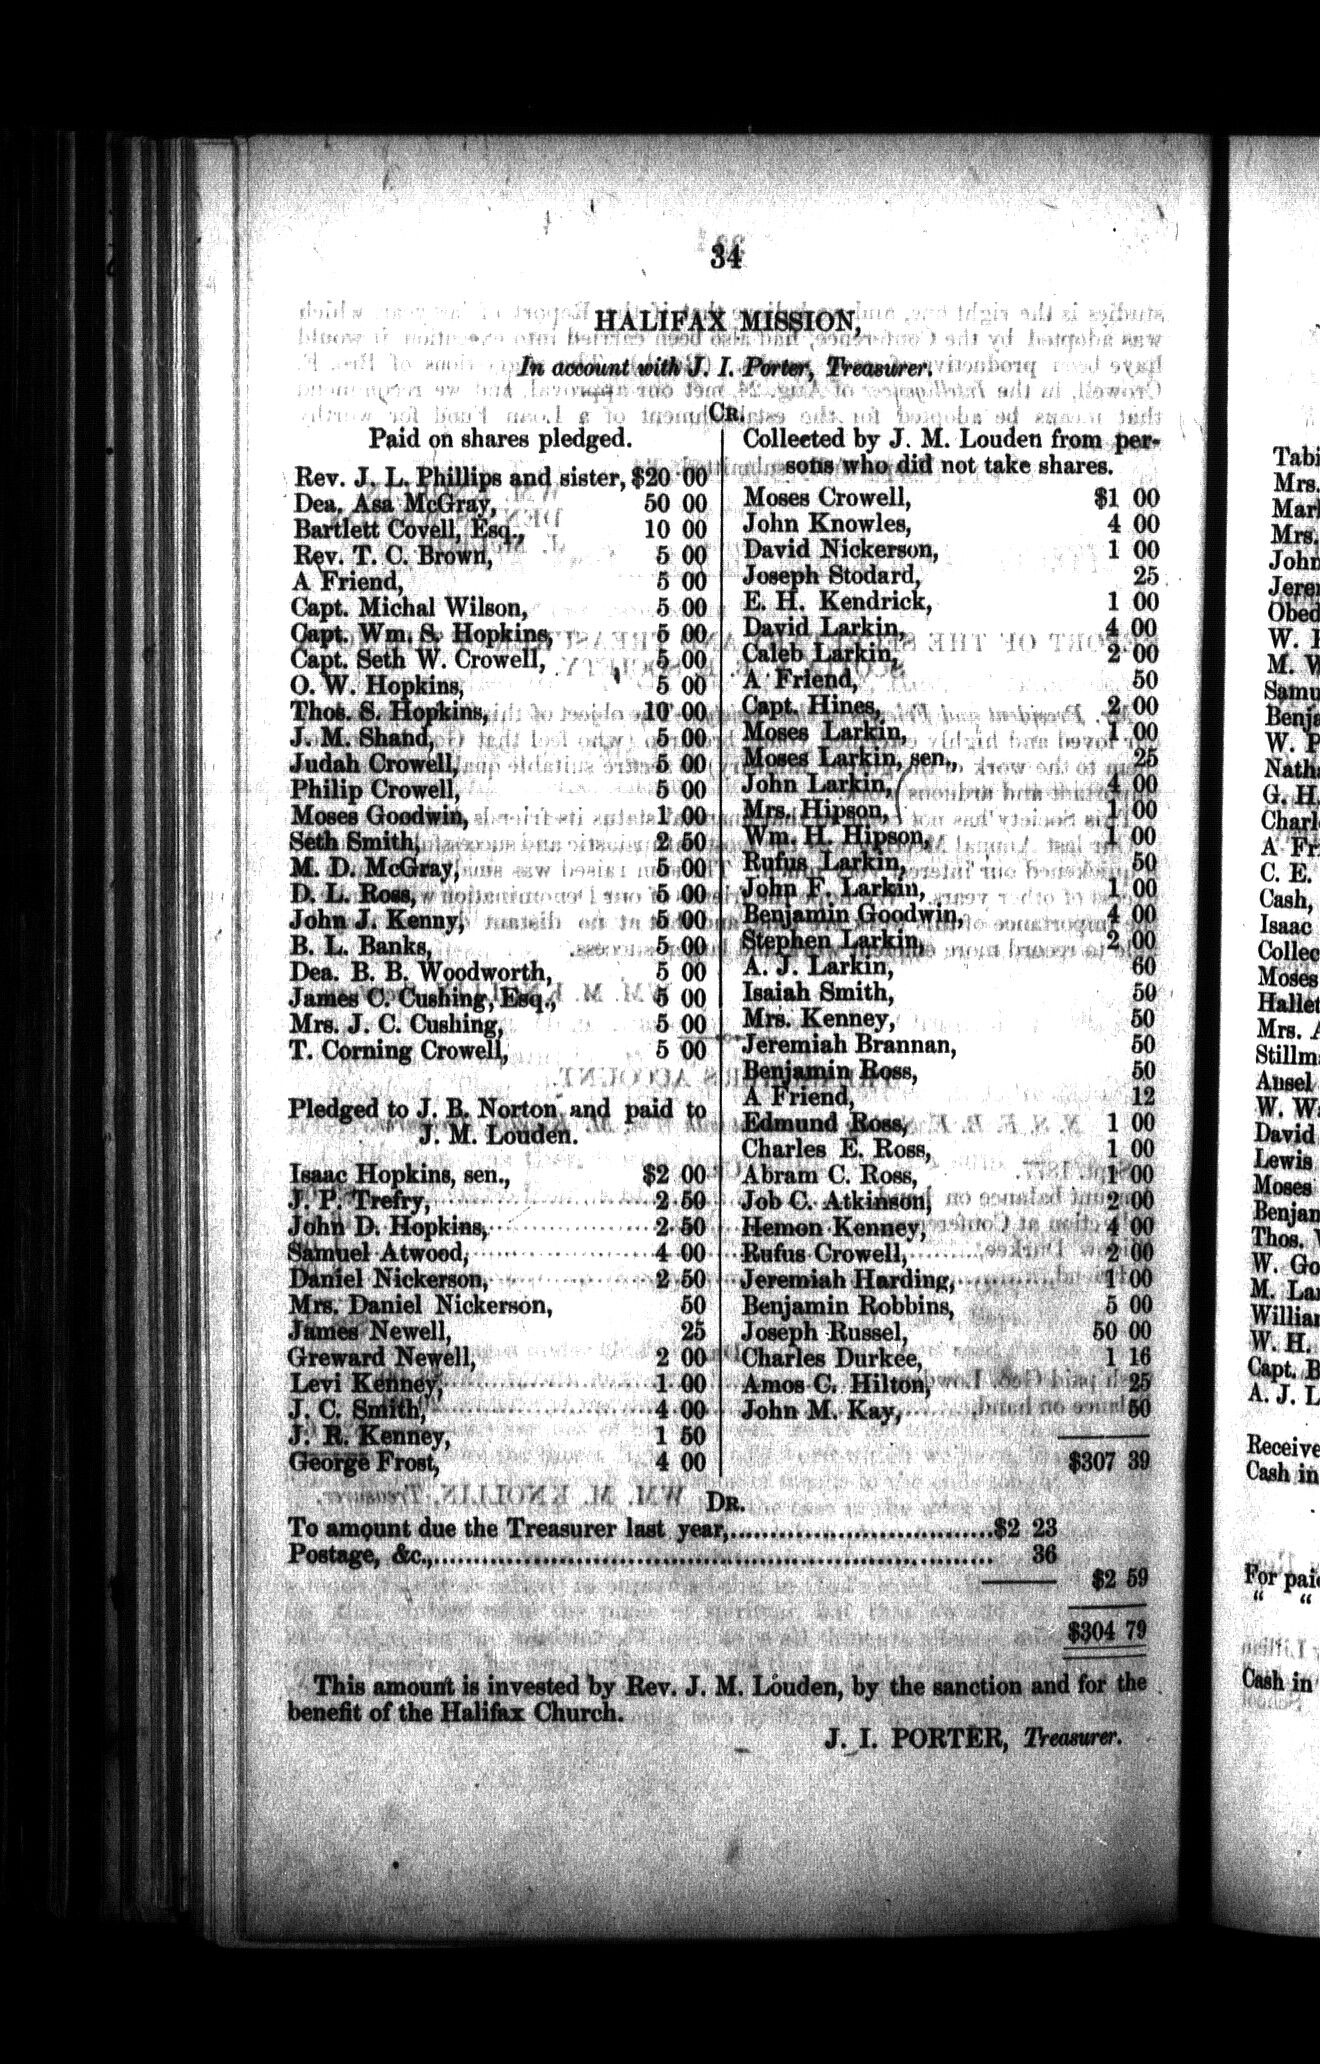 34
HALIFAX MISSION,
In account with J. I. Porter, Treasurer.
CR.
Paid on shares pledged.
Rev. J. L. Phillips and sister, $20 00
Dea. Asa McGray, 50 00
Bartlett Covell, Esq., 10 00
Rev. T. C. Brown, 5 00
A Friend, 5 00
Capt. Michal Wilson, 5 00
Capt. Wm. S. Hopkins, 5 00
Capt. Seth W. Crowell, 5 00
O. W. Hopkins, 5 00
Thos. S. Hopkins, 10 00
J. M. Shand, 5 00
Judah Crowell, 5 00
Philip Crowell, 5 00
Moses Goodwin, 1 00
Seth Smith, 2 50
M. D. McGray, 5 00
D. L. Ross, 5 00
John J. Kenny, 5 00
B. L. Banks, 5 00
Dea. B. B. Woodworth, 5 00
James C. Cushing, Esq., 5 00
Mrs. J. C. Cushing, 5 00
T. Corning Crowell, 5 00
Pledged to J. B. Norton and paid to
J. M. Louden.
Isaac Hopkins, sen., $2 00
J. P. Trefry, 2 50
John D. Hopkins, 2 50
Samuel Atwood, 4 00
Daniel Nickerson, 2 50
Mrs. Daniel Nickerson, 50
James Newell, 25
Greward Newell, 2 00
Levi Kenney, 1 00
J. C. Smith, 4 00
J. R. Kenney, 1 50
George Frost, 4 00
Collected by J. M. Louden from per-
sons who did not take shares.
Moses Crowell, $1 00
John Knowles, 4 00
David Nickerson, 1 00
Joseph Stodard, 25
E. H. Kendrick, 1 00
David Larkin, 4 00
Caleb Larkin, 2 00
A Friend, 50
Capt. Hines, 2 00
Moses Larkin, 1 00
Moses Larkin, sen., 25
John Larkin, 4 00
Mrs. Hipson, 1 00
Wm. H. Hipson, 1 00
Rufus Larkin, 50
John F. Larkin, 1 00
Benjamin Goodwin, 4 00
Stephen Larkin, 2 00
A. J. Larkin, 60
Isaiah Smith, 50
Mrs. Kenney, 50
Jeremiah Brannan, 50
Benjamin Ross, 50
A Friend, 12
Edmund Ross, 1 00
Charles E. Ross, 1 00
Abram C. Ross, 1 00
Job C. Atkinson, 2 00
Hemon Kenney, 4 00
Rufus Crowell, 2 00
Jeremiah Harding, 1 00
Benjamin Robbins, 5 00
Joseph Russel, 50 00
Charles Durkee, 1 16
Amos C. Hilton, 25
John M. Kay, 50
$307 39
DR.
To amount due the Treasurer last year,..............................$2 23
Postage, &c.,.................................................................... 36
$2 59
$304 79
This amount is invested by Rev. J. M. Louden, by the sanction and for the
benefit of the Halifax Church.
J. I. PORTER, Treasurer.